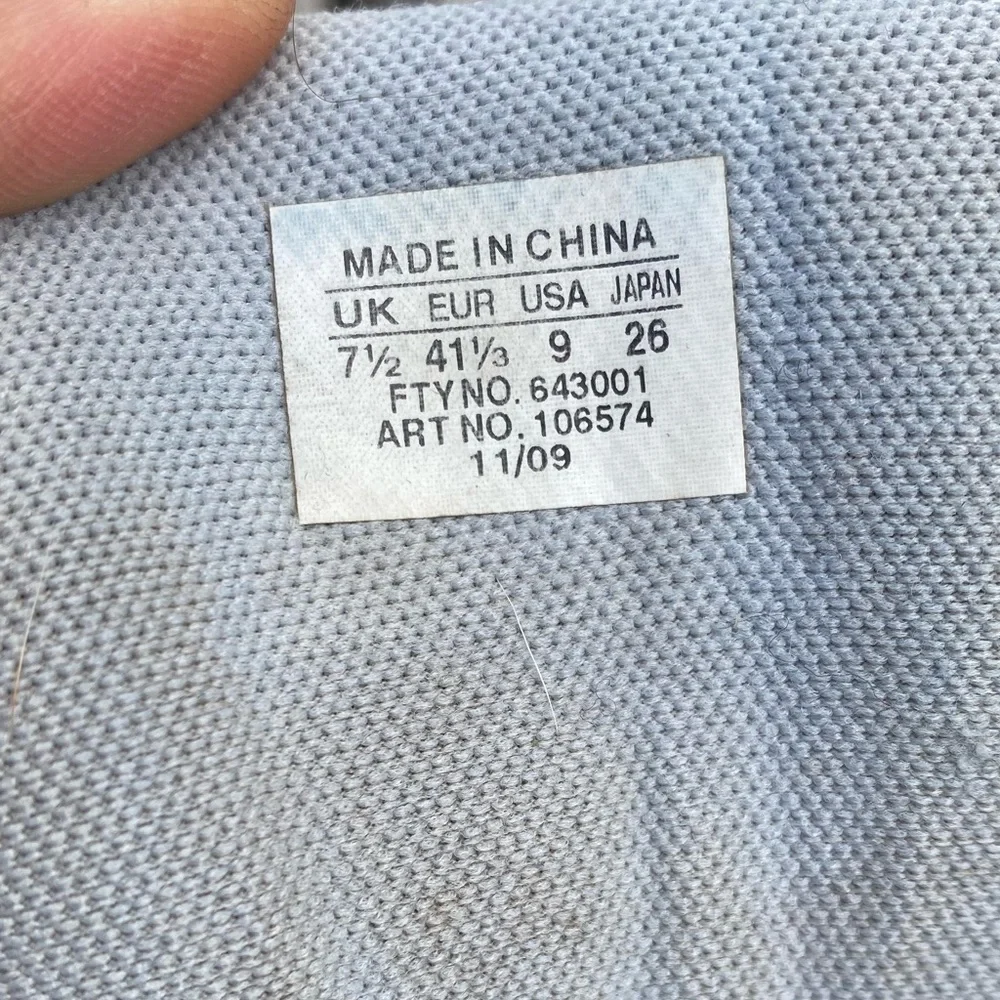 MADE IN CHINA
UK EUR USA JAPAN
7½ 41⅓ 9 26
FTY NO. 643001
ART NO. 106574
11/09